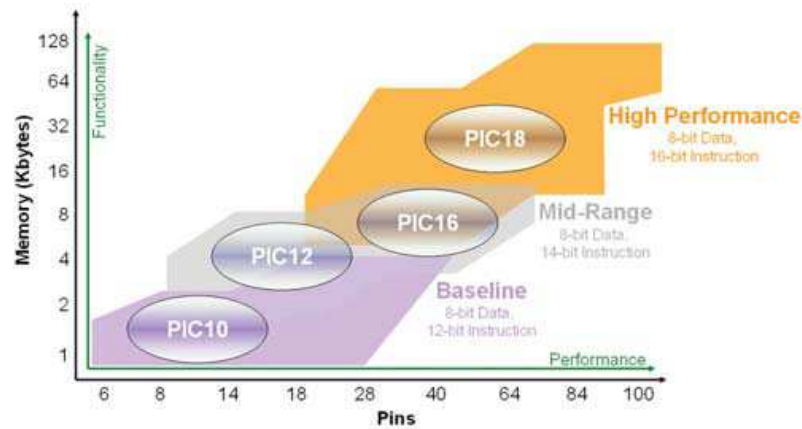 128
64
32
16
8
4
2
1
Memory (Kbytes)
Functionality
PIC18
High Performance
8-bit Data,
16-bit Instruction
PIC16
Mid-Range
8-bit Data,
14-bit Instruction
PIC12
Baseline
8-bit Data,
12-bit Instruction
PIC10
Performance
6 8 14 18 28 40 64 84 100
Pins